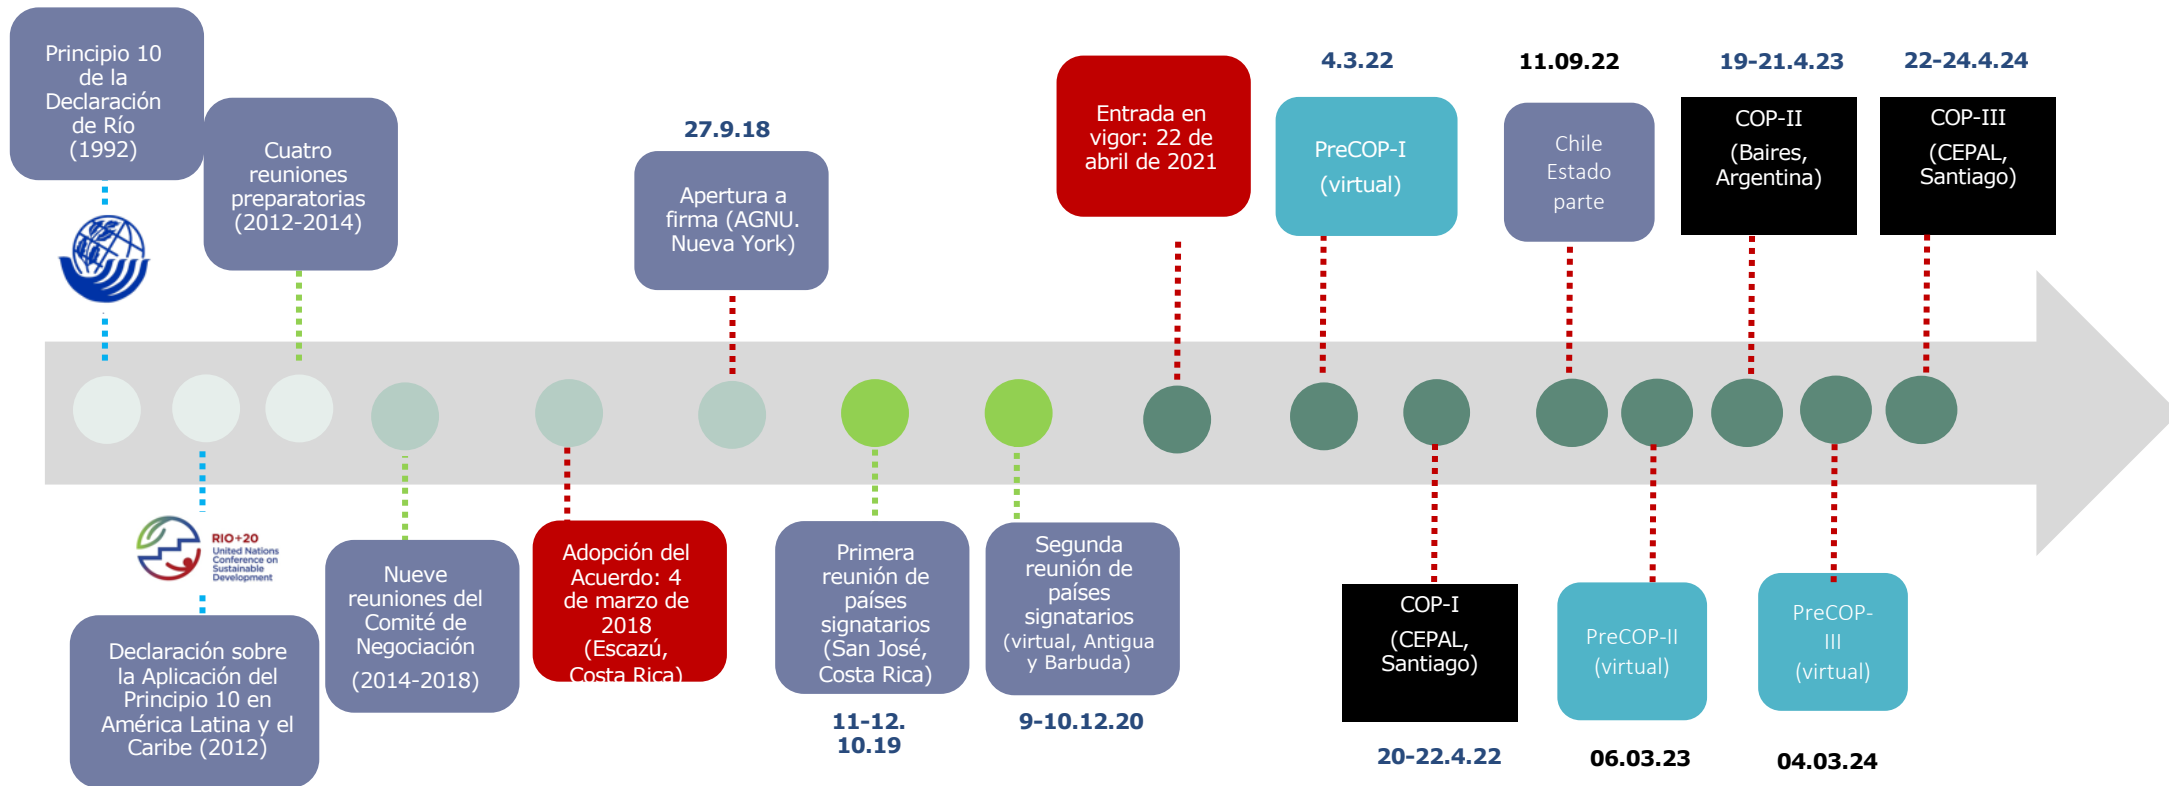 Principio 10
de la
Declaración
de Río
(1992)
Cuatro
reuniones
preparatorias
(2012-2014)
27.9.18
Apertura a
firma (AGNU.
Nueva York)
Entrada en
vigor: 22 de
abril de 2021
4.3.22
PreCOP-I
(virtual)
11.09.22
Chile
Estado
parte
19-21.4.23
COP-II
(Baires,
Argentina)
22-24.4.24
COP-III
(CEPAL,
Santiago)
RIO+20
United Nations
Conference on
Sustainable
Development
Declaración sobre
la Aplicación del
Principio 10 en
América Latina y el
Caribe (2012)
Nueve
reuniones del
Comité de
Negociación
(2014-2018)
Adopción del
Acuerdo: 4
de marzo de
2018
(Escazú,
Costa Rica)
Primera
reunión de
países
signatarios
(San José,
Costa Rica)
11-12.
10.19
Segunda
reunión de
países
signatarios
(virtual, Antigua
y Barbuda)
9-10.12.20
COP-I
(CEPAL,
Santiago)
20-22.4.22
PreCOP-II
(virtual)
06.03.23
PreCOP-
III
(virtual)
04.03.24